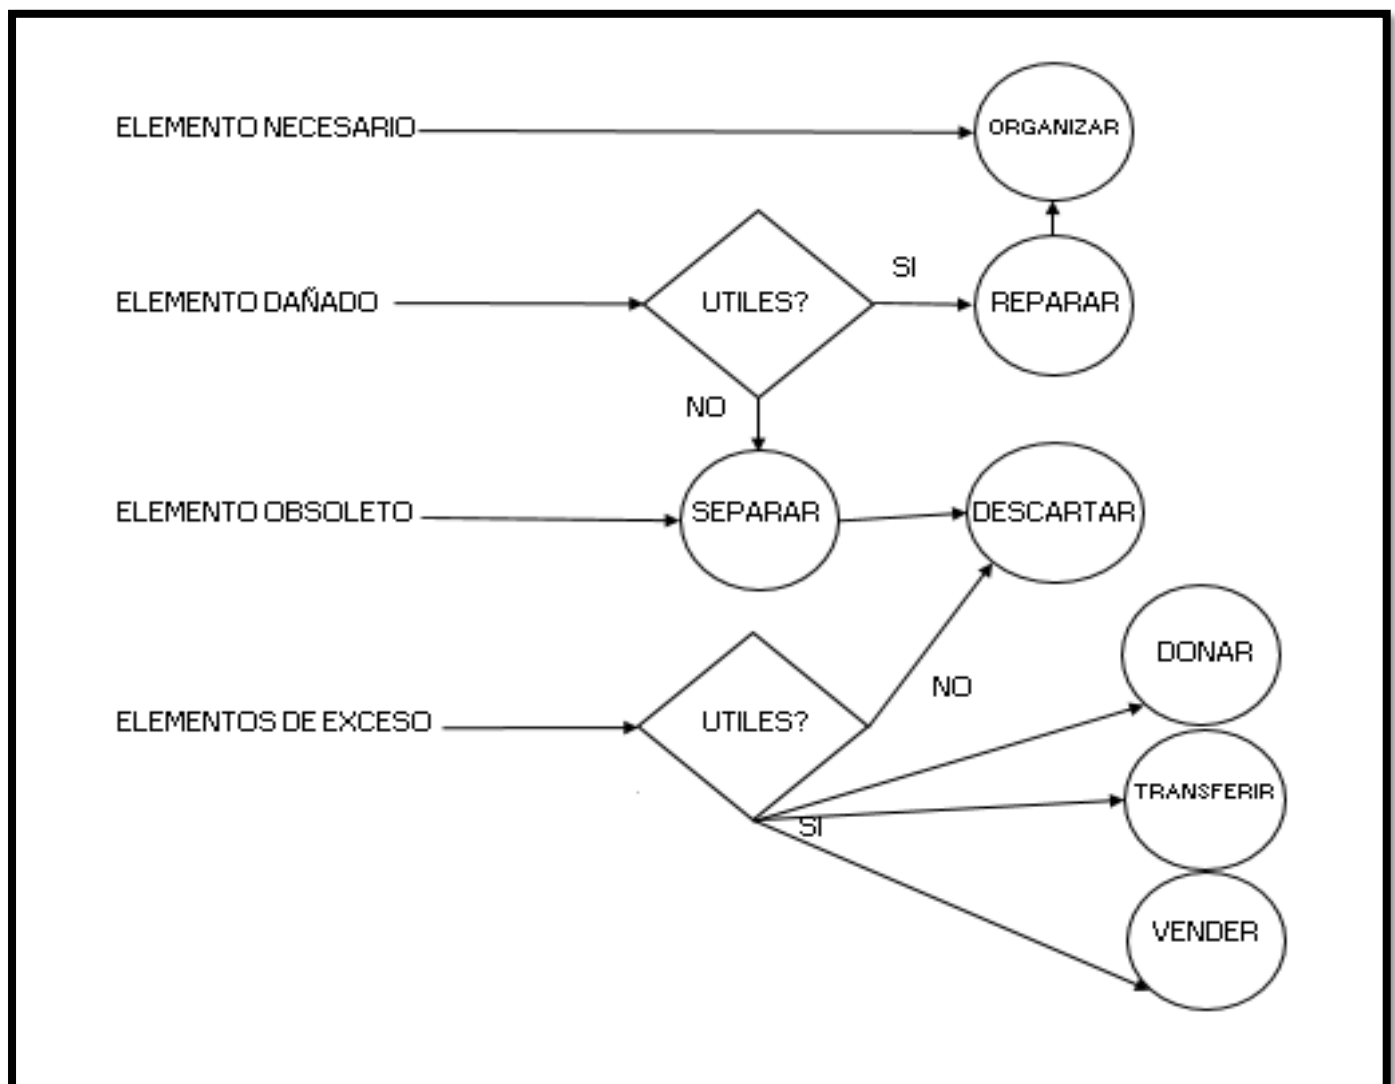 ELEMENTO NECESARIO
ORGANIZAR
ELEMENTO DAÑADO
UTILES?
SI
REPARAR
NO
ELEMENTO OBSOLETO
SEPARAR
DESCARTAR
ELEMENTOS DE EXCESO
UTILES?
NO
DONAR
TRANSFERIR
SI
VENDER